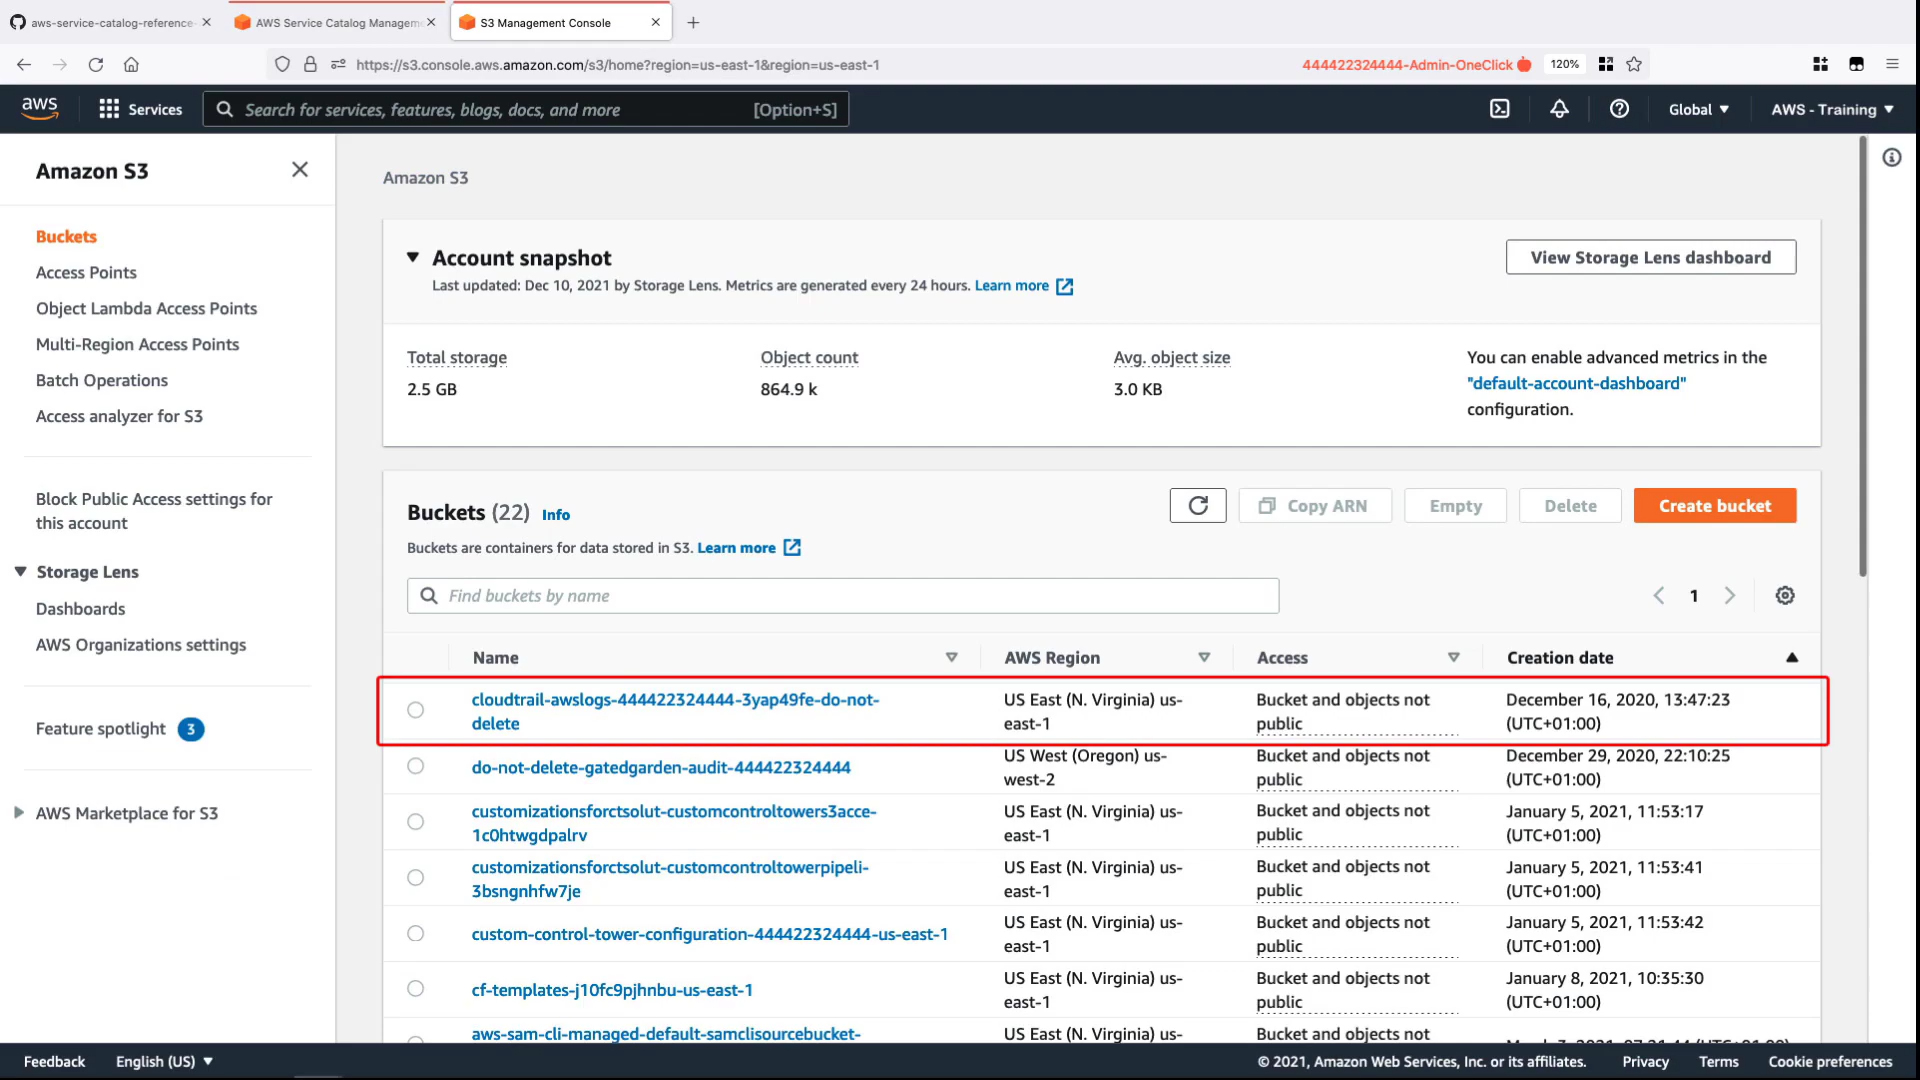 aws-service-catalog-reference-
AWS Service Catalog Managem
S3 Management Console
https://s3.console.aws.amazon.com/s3/home?region=us-east-1&region=us-east-1
444422324444-Admin-OneClick
120%
aws
Services
Search for services, features, blogs, docs, and more
[Option+S]
Global
AWS - Training
Amazon S3
Buckets
Access Points
Object Lambda Access Points
Multi-Region Access Points
Batch Operations
Access analyzer for S3
Block Public Access settings for
this account
Storage Lens
Dashboards
AWS Organizations settings
Feature spotlight 3
AWS Marketplace for S3
Amazon S3
Account snapshot
Last updated: Dec 10, 2021 by Storage Lens. Metrics are generated every 24 hours. Learn more
View Storage Lens dashboard
Total storage
2.5 GB
Object count
864.9 k
Avg. object size
3.0 KB
You can enable advanced metrics in the
"default-account-dashboard"
configuration.
Buckets (22) Info
Copy ARN
Empty
Delete
Create bucket
Buckets are containers for data stored in S3. Learn more
Find buckets by name
1
Name
AWS Region
Access
Creation date
cloudtrail-awslogs-444422324444-3yap49fe-do-not-
delete
US East (N. Virginia) us-
east-1
Bucket and objects not
public
December 16, 2020, 13:47:23
(UTC+01:00)
do-not-delete-gatedgarden-audit-444422324444
US West (Oregon) us-
west-2
Bucket and objects not
public
December 29, 2020, 22:10:25
(UTC+01:00)
customizationsforctsolut-customcontroltowers3acce-
1c0htwgdpalrv
US East (N. Virginia) us-
east-1
Bucket and objects not
public
January 5, 2021, 11:53:17
(UTC+01:00)
customizationsforctsolut-customcontroltowerpipeli-
3bsngnhfw7je
US East (N. Virginia) us-
east-1
Bucket and objects not
public
January 5, 2021, 11:53:41
(UTC+01:00)
custom-control-tower-configuration-444422324444-us-east-1
US East (N. Virginia) us-
east-1
Bucket and objects not
public
January 5, 2021, 11:53:42
(UTC+01:00)
cf-templates-j10fc9pjhnbu-us-east-1
US East (N. Virginia) us-
east-1
Bucket and objects not
public
January 8, 2021, 10:35:30
(UTC+01:00)
aws-sam-cli-managed-default-samclisourcebucket-
US East (N. Virginia) us-
Bucket and objects not
Feedback
English (US)
© 2021, Amazon Web Services, Inc. or its affiliates.
Privacy
Terms
Cookie preferences